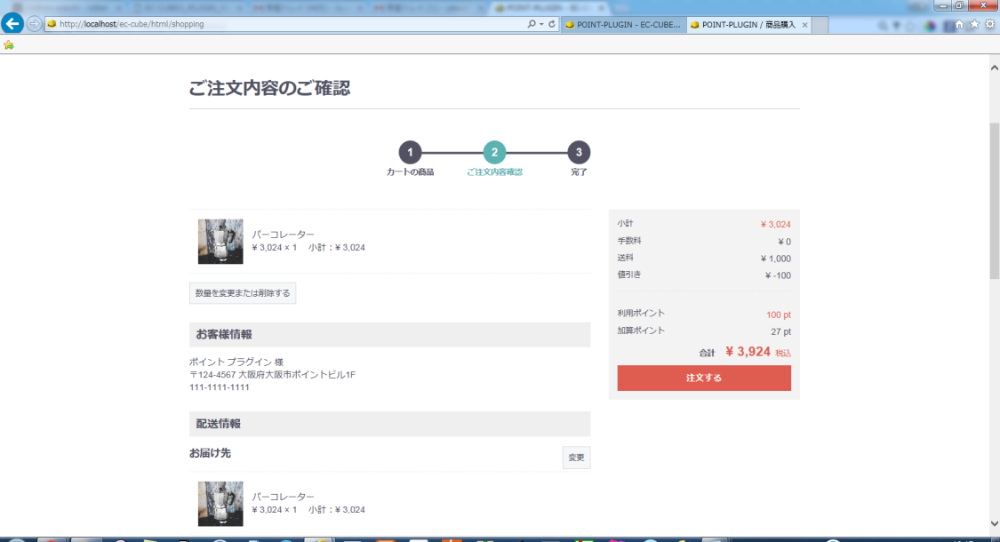 http://localhost/ec-cube/html/shopping
POINT-PLUGIN - EC-CUBE...
POINT-PLUGIN / 商品購入
ご注文内容のご確認
1
2
3
カートの商品
ご注文内容確認
完了
パーコレーター
¥ 3,024 × 1 小計：¥ 3,024
数量を変更または削除する
お客様情報
ポイント プラグイン 様
〒124-4567 大阪府大阪市ポイントビル1F
111-1111-1111
配送情報
お届け先
変更
パーコレーター
¥ 3,024 × 1 小計：¥ 3,024
小計 ¥ 3,024
手数料 ¥ 0
送料 ¥ 1,000
値引き ¥ -100
利用ポイント 100 pt
加算ポイント 27 pt
合計 ¥ 3,924 税込
注文する